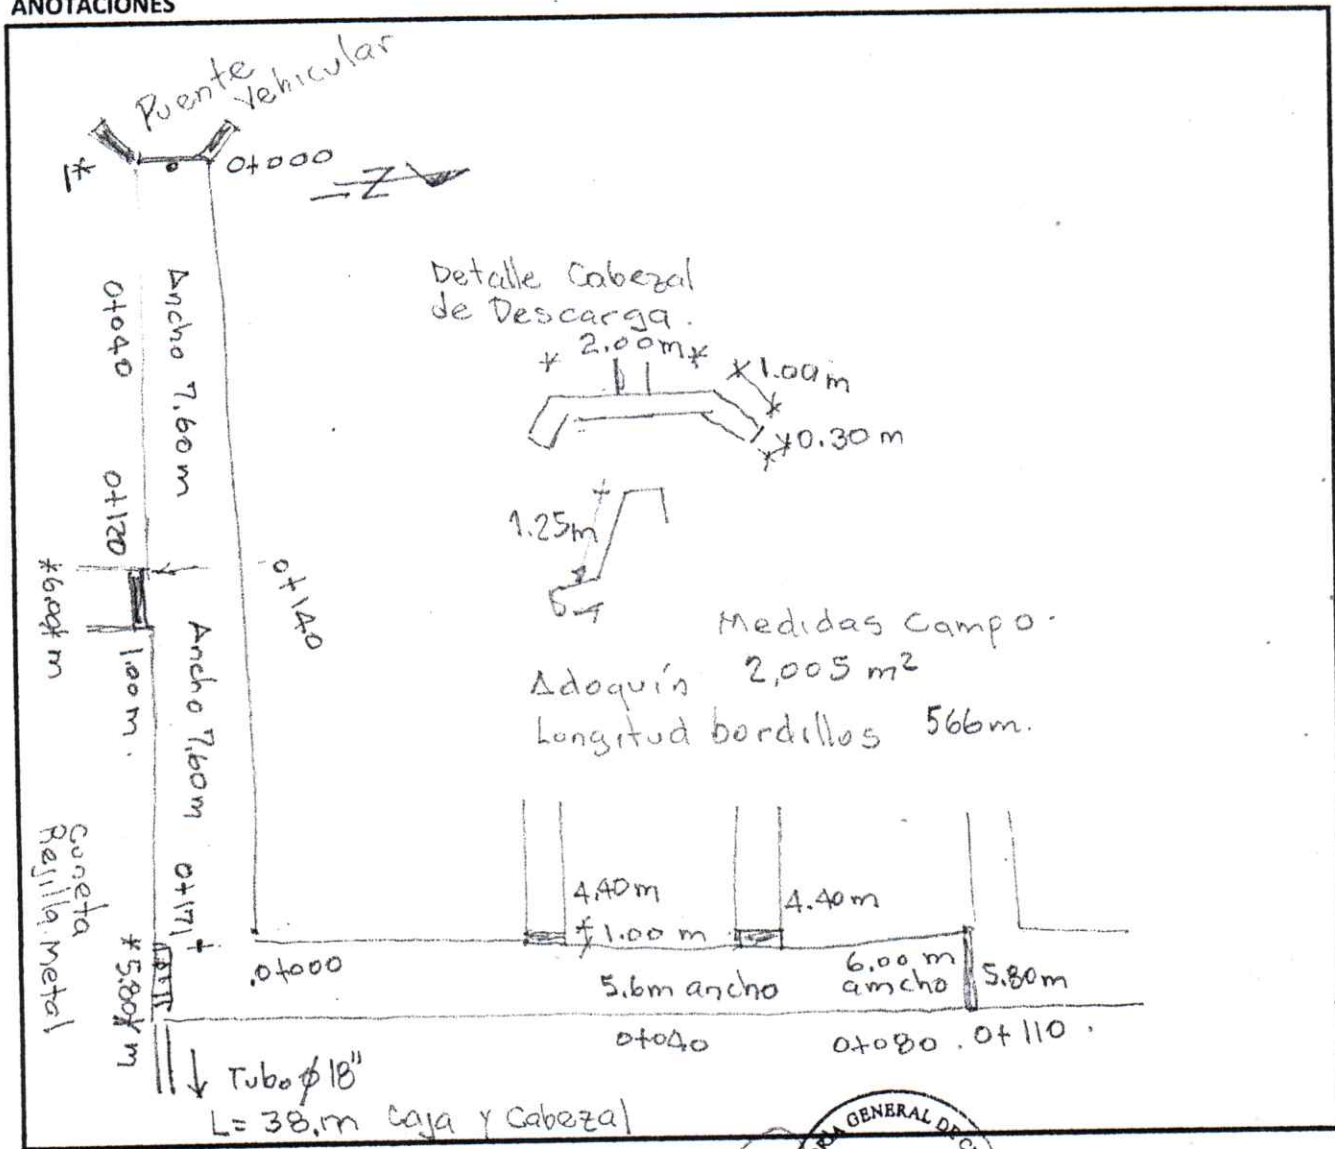 ANOTACIONES
Puente
Vehicular
1*
0+000
N
Ancho 7.60m
0+040
0+120
*6.00* m
1.00 m.
0+140
Ancho 7.60m
0+171
Cuneta
Rejilla metal
*5.80* m
Detalle Cabezal
de Descarga.
* 2.00m *
*1.00m
*0.30m
1.25m
Medidas Campo.
Adoquín 2,005 m²
Longitud bordillos 566m.
4.40m
1.00 m
4.40m
0+000
5.6m ancho
6.00 m
amcho
5.80m
0+040
0+080 . 0+110 .
Tubo ϕ 18"
L= 38.m Caja y Cabezal
GENERAL DE C